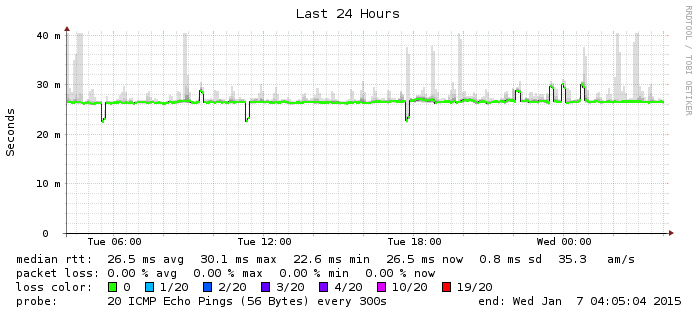 Last 24 Hours
RRDTOOL / TOBI OETIKER
Seconds
40 m
30 m
20 m
10 m
0
Tue 06:00 Tue 12:00 Tue 18:00 Wed 00:00
median rtt: 26.5 ms avg 30.1 ms max 22.6 ms min 26.5 ms now 0.8 ms sd 35.3 am/s
packet loss: 0.00 % avg 0.00 % max 0.00 % min 0.00 % now
loss color: 0 1/20 2/20 3/20 4/20 10/20 19/20
probe: 20 ICMP Echo Pings (56 Bytes) every 300s end: Wed Jan 7 04:05:04 2015